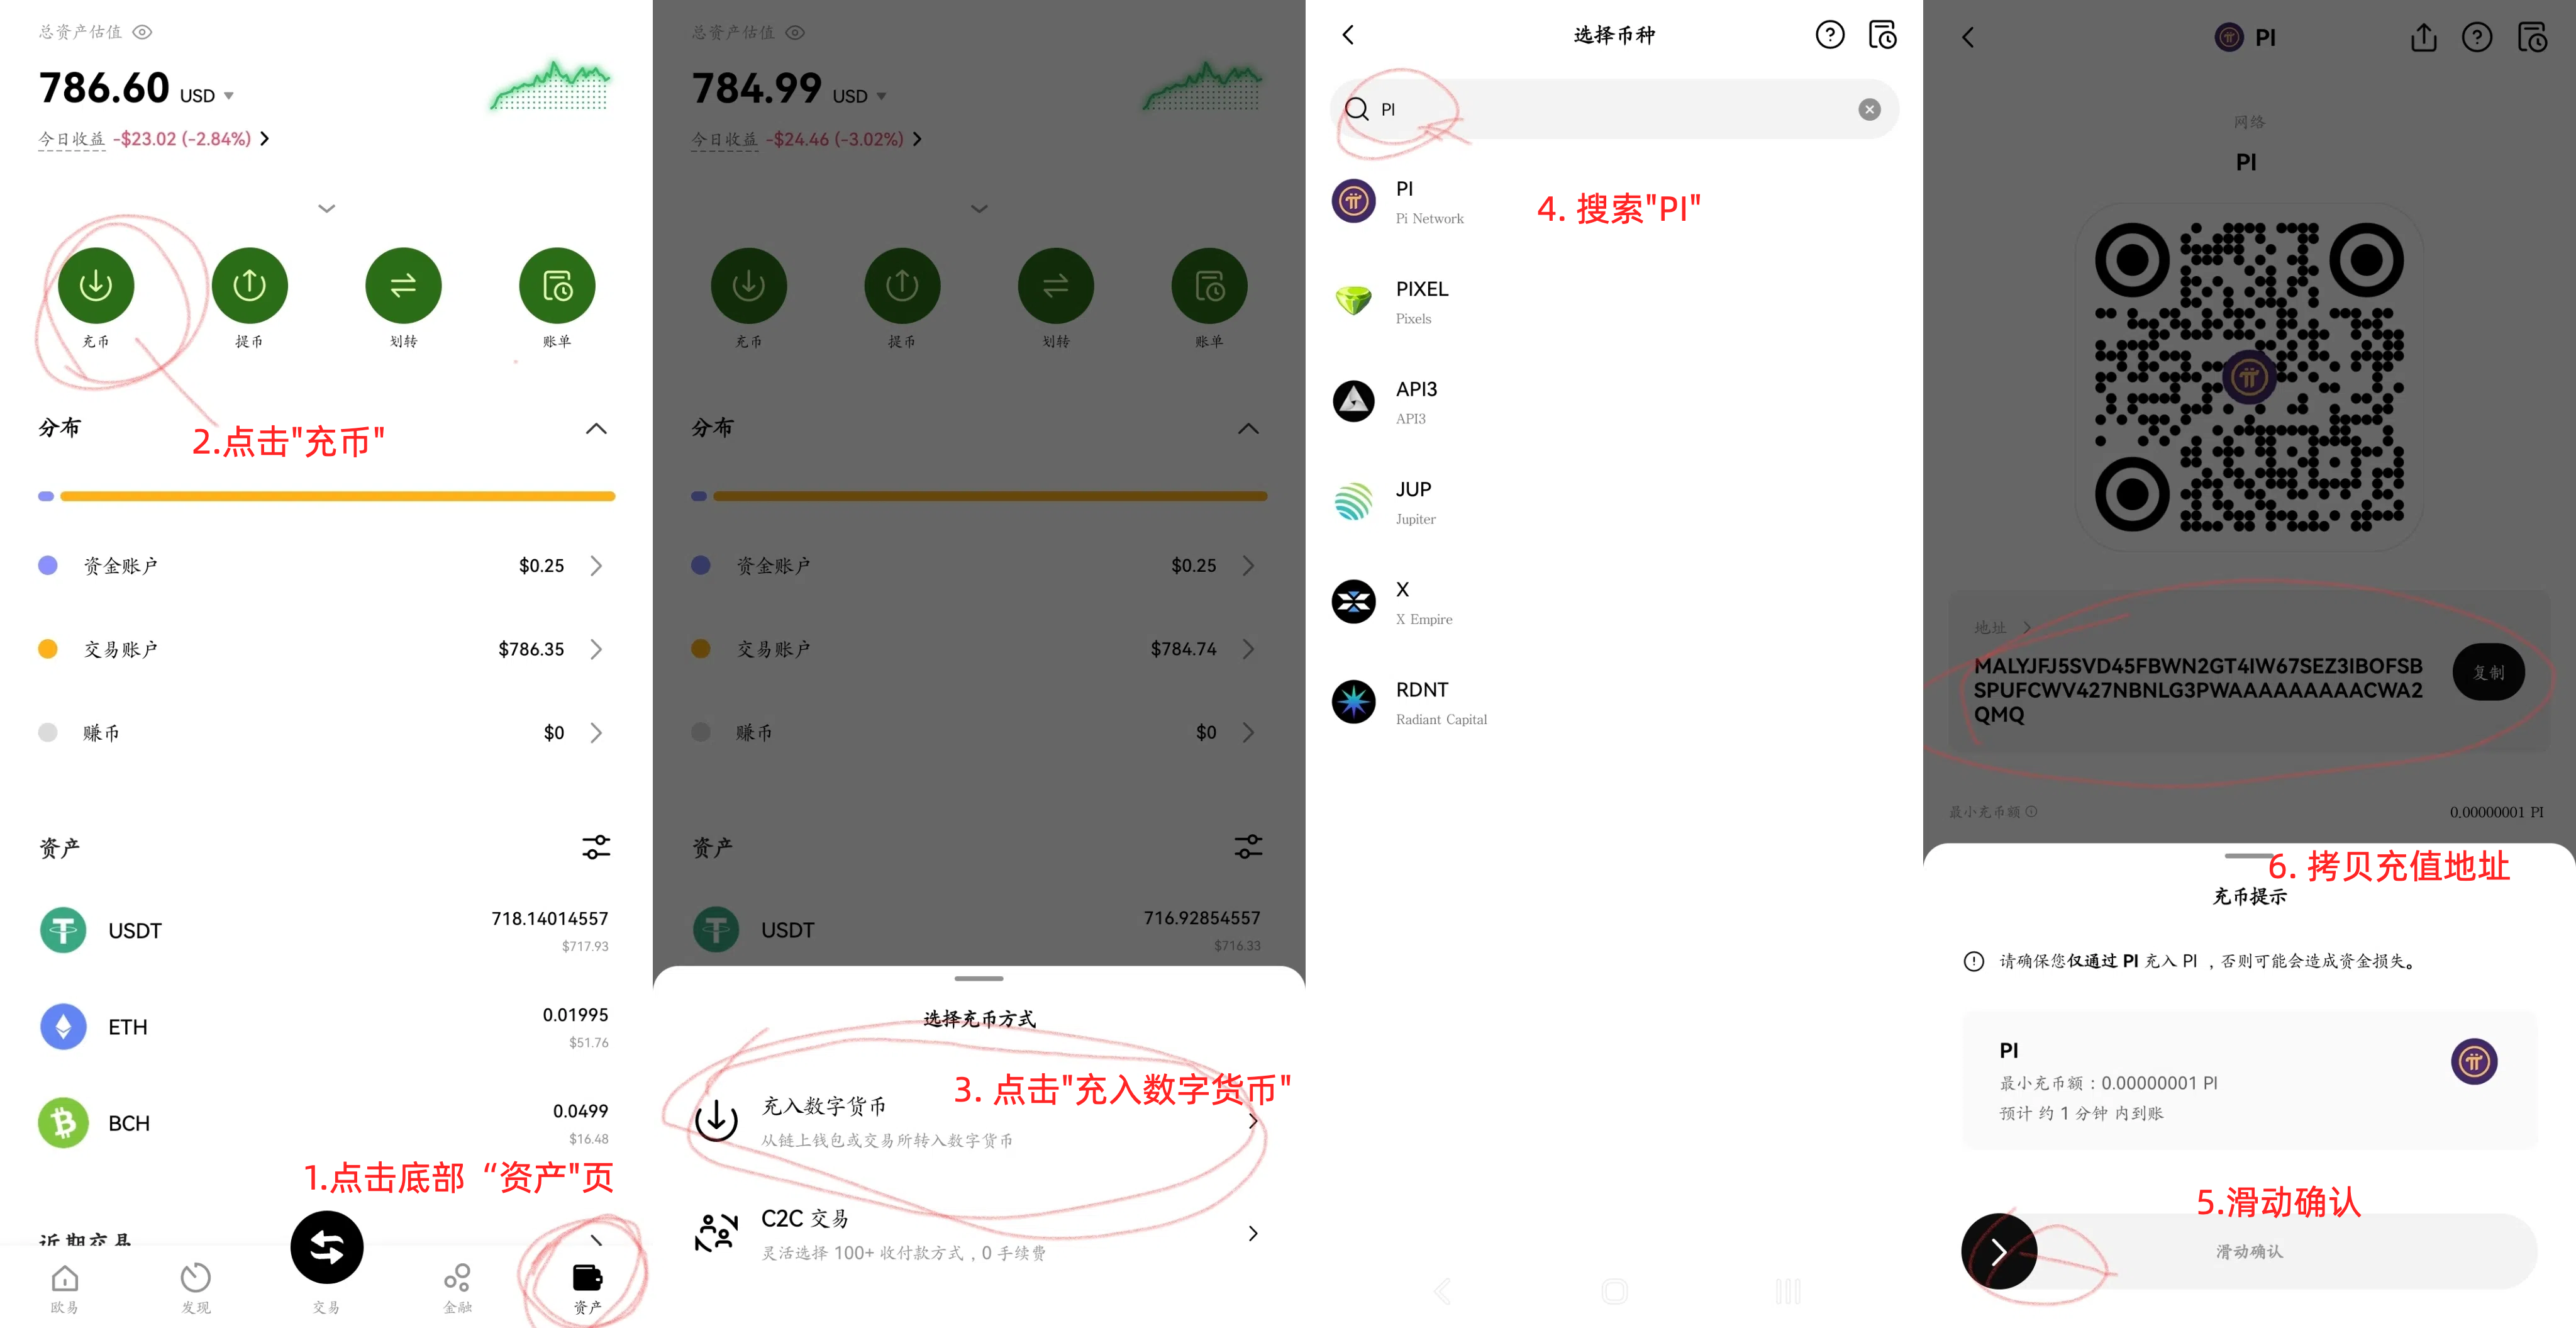 总资产估值
786.60 USD
今日收益 -$23.02 (-2.84%)
充币
提币
划转
账单
2.点击"充币"
分布
资金账户
$0.25
交易账户
$786.35
赚币
$0
资产
USDT
718.14014557
$717.93
ETH
0.01995
$51.76
BCH
0.0499
$16.48
1.点击底部“资产"页
近期交易
欧易
发现
交易
金融
资产
总资产估值
784.99 USD
今日收益 -$24.46 (-3.02%)
充币
提币
划转
账单
分布
资金账户
$0.25
交易账户
$784.74
赚币
$0
资产
USDT
716.92854557
$716.33
选择充币方式
3. 点击"充入数字货币"
充入数字货币
从链上钱包或交易所转入数字货币
C2C 交易
灵活选择 100+ 收付款方式，0 手续费
选择币种
PI
4. 搜索"PI"
PI
Pi Network
PIXEL
Pixels
API3
API3
JUP
Jupiter
X
X Empire
RDNT
Radiant Capital
PI
网络
PI
地址
MALYJFJ5SVD45FBWN2GT4IW67SEZ3IBOFSB
SPUFCWV427NBNLG3PWAAAAAAAAACWA2
QMQ
复制
最小充币额
0.00000001 PI
6. 拷贝充值地址
充币提示
请确保您仅通过 PI 充入 PI ，否则可能会造成资金损失。
PI
最小充币额：0.00000001 PI
预计 约 1 分钟 内到账
5.滑动确认
滑动确认